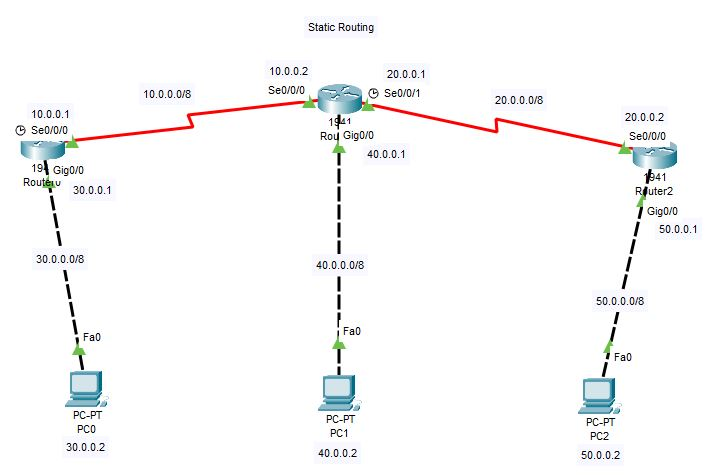 Static Routing
10.0.0.2
20.0.0.1
10.0.0.0/8
Se0/0/0
Se0/0/1
20.0.0.0/8
10.0.0.1
Se0/0/0
1941
Gig0/0
40.0.0.1
20.0.0.2
Se0/0/0
Gig0/0
30.0.0.1
1941
Router2
Gig0/0
50.0.0.1
30.0.0.0/8
40.0.0.0/8
50.0.0.0/8
Fa0
Fa0
Fa0
PC-PT
PC0
30.0.0.2
PC-PT
PC1
40.0.0.2
PC-PT
PC2
50.0.0.2